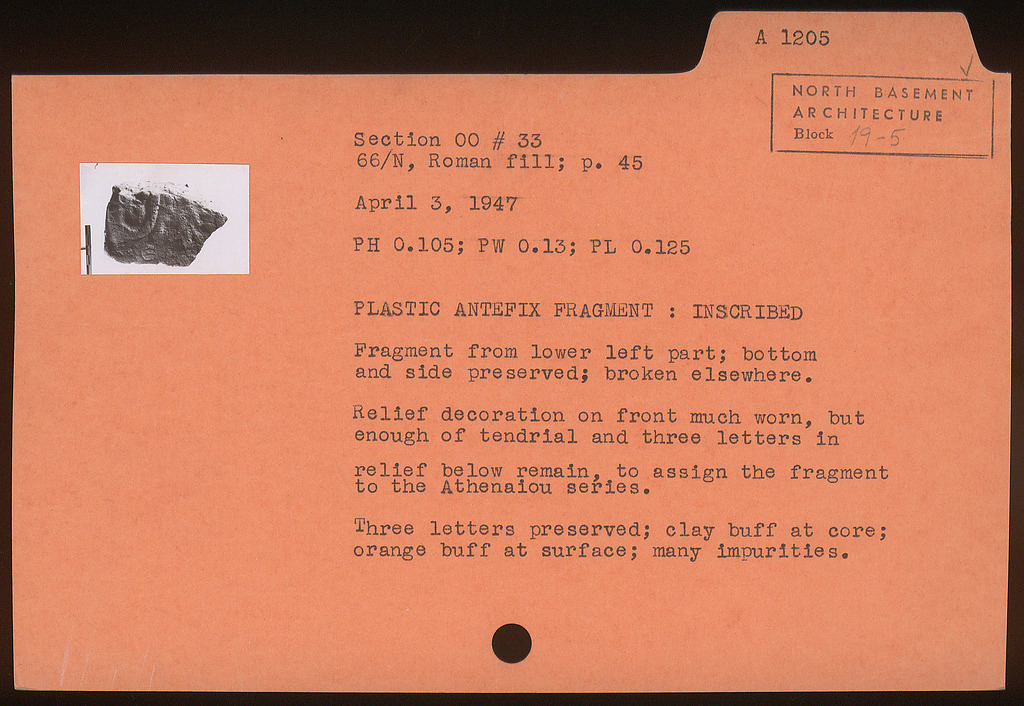 A 1205
NORTH BASEMENT
ARCHITECTURE
Block 19-5
Section OO # 33
66/N, Roman fill; p. 45
April 3, 1947
PH 0.105; PW 0.13; PL 0.125
PLASTIC ANTEFIX FRAGMENT : INSCRIBED
Fragment from lower left part; bottom
and side preserved; broken elsewhere.
Relief decoration on front much worn, but
enough of tendrial and three letters in
relief below remain, to assign the fragment
to the Athenaiou series.
Three letters preserved; clay buff at core;
orange buff at surface; many impurities.